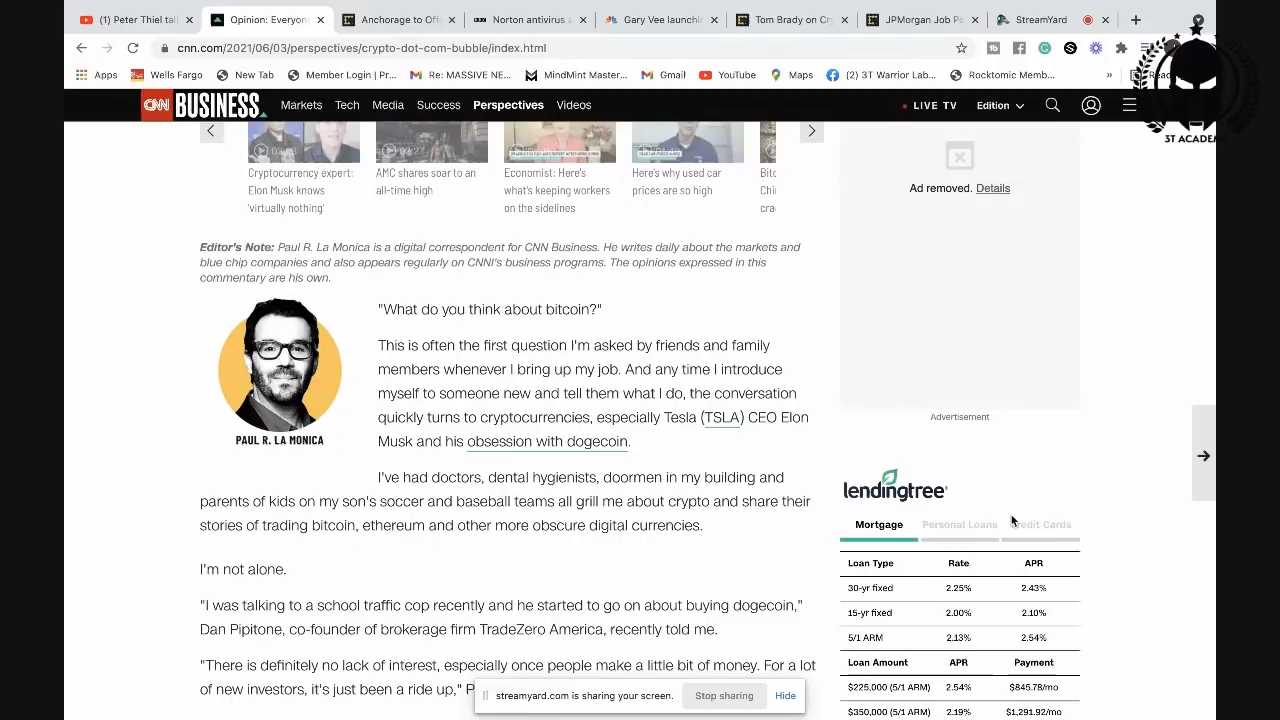 (1) Peter Thiel tal
Opinion: Everyon
Anchorage to Off
Norton antivirus a
Gary Vee launchi
Tom Brady on Cr
JPMorgan Job Po
StreamYard
cnn.com/2021/06/03/perspectives/crypto-dot-com-bubble/index.html
Apps
Wells Fargo
New Tab
Member Login | Pr...
Re: MASSIVE NE...
MindMint Master...
Gmail
YouTube
Maps
(2) 3T Warrior Lab...
Rocktomic Memb...
»
3T ACADEM
CNN BUSINESS
Markets
Tech
Media
Success
Perspectives
Videos
LIVE TV
Edition
Cryptocurrency expert:
Elon Musk knows
'virtually nothing'
AMC shares soar to an
all-time high
Economist: Here's
what's keeping workers
on the sidelines
Here's why used car
prices are so high
Bitc
Chi
crac
Ad removed. Details
Advertisement
Editor's Note: Paul R. La Monica is a digital correspondent for CNN Business. He writes daily about the markets and
blue chip companies and also appears regularly on CNNI's business programs. The opinions expressed in this
commentary are his own.
PAUL R. LA MONICA
"What do you think about bitcoin?"
This is often the first question I'm asked by friends and family
members whenever I bring up my job. And any time I introduce
myself to someone new and tell them what I do, the conversation
quickly turns to cryptocurrencies, especially Tesla (TSLA) CEO Elon
Musk and his obsession with dogecoin.
I've had doctors, dental hygienists, doormen in my building and
parents of kids on my son's soccer and baseball teams all grill me about crypto and share their
stories of trading bitcoin, ethereum and other more obscure digital currencies.
I'm not alone.
"I was talking to a school traffic cop recently and he started to go on about buying dogecoin,"
Dan Pipitone, co-founder of brokerage firm TradeZero America, recently told me.
"There is definitely no lack of interest, especially once people make a little bit of money. For a lot
of new investors, it's just been a ride up," P
lendingtree
Mortgage
Personal Loans
Credit Cards
Loan Type Rate APR
30-yr fixed 2.25% 2.43%
15-yr fixed 2.00% 2.10%
5/1 ARM 2.13% 2.54%
Loan Amount APR Payment
$225,000 (5/1 ARM) 2.54% $845.78/mo
$350,000 (5/1 ARM) 2.19% $1,291.92/mo
streamyard.com is sharing your screen.
Stop sharing
Hide